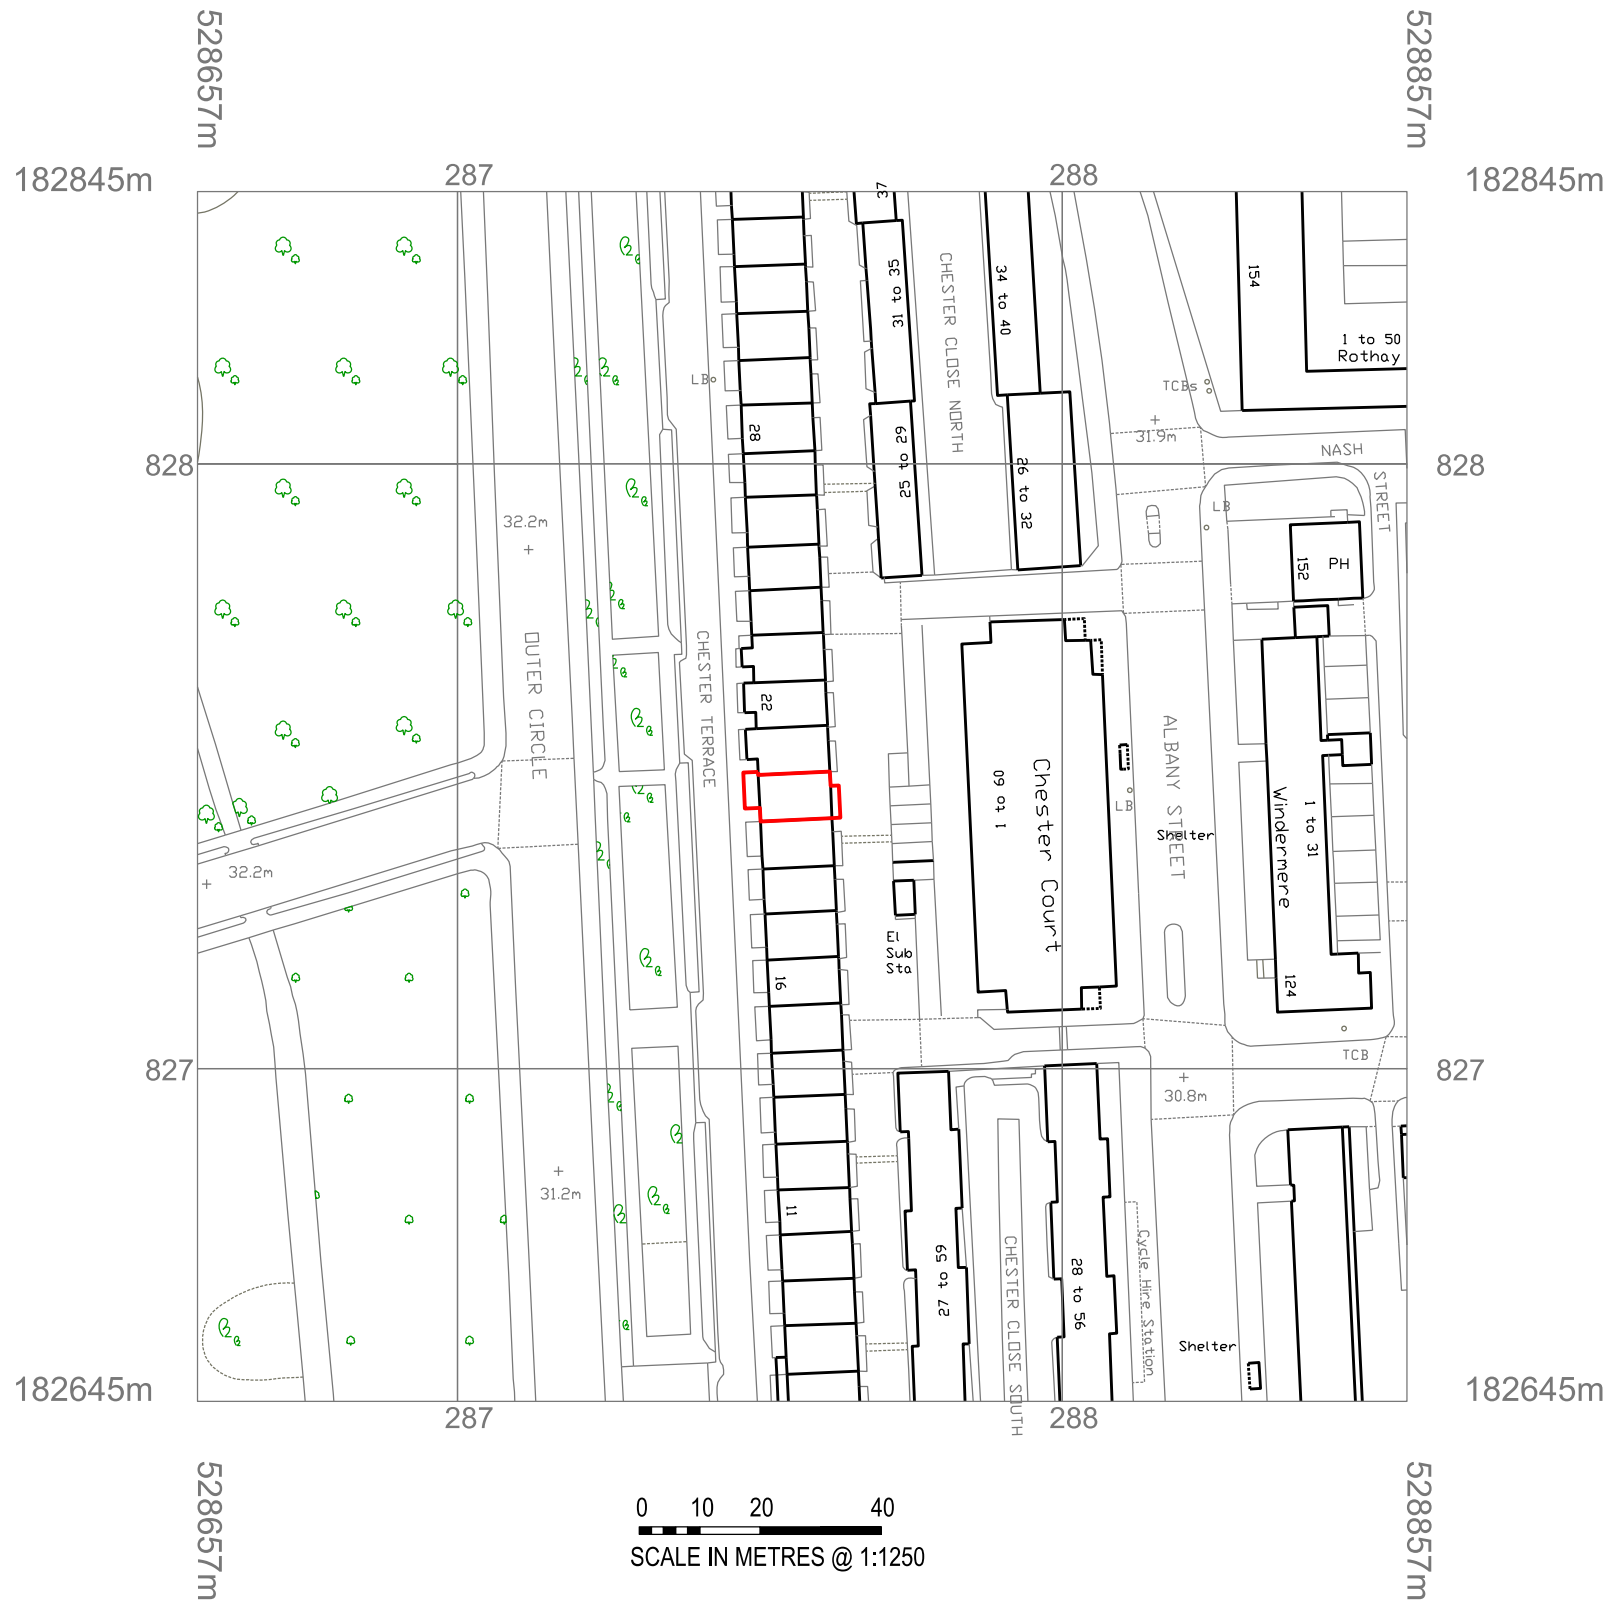 528657m
528857m
182845m
287
288
182845m
37
31 to 35
CHESTER CLOSE NORTH
34 to 40
154
1 to 50
Rothay
LB
TCBs
31.9m
28
25 to 29
26 to 32
NASH
STREET
828
828
LB
32.2m
152
PH
OUTER CIRCLE
CHESTER TERRACE
22
ALBANY STREET
1 to 60
Chester Court
LB
Shelter
Windermere
1 to 31
32.2m
El
Sub
Sta
16
124
TCB
827
827
30.8m
31.2m
11
27 to 59
CHESTER CLOSE SOUTH
28 to 56
Cycle Hire Station
Shelter
182645m
287
288
182645m
528657m
528857m
0 10 20 40
SCALE IN METRES @ 1:1250